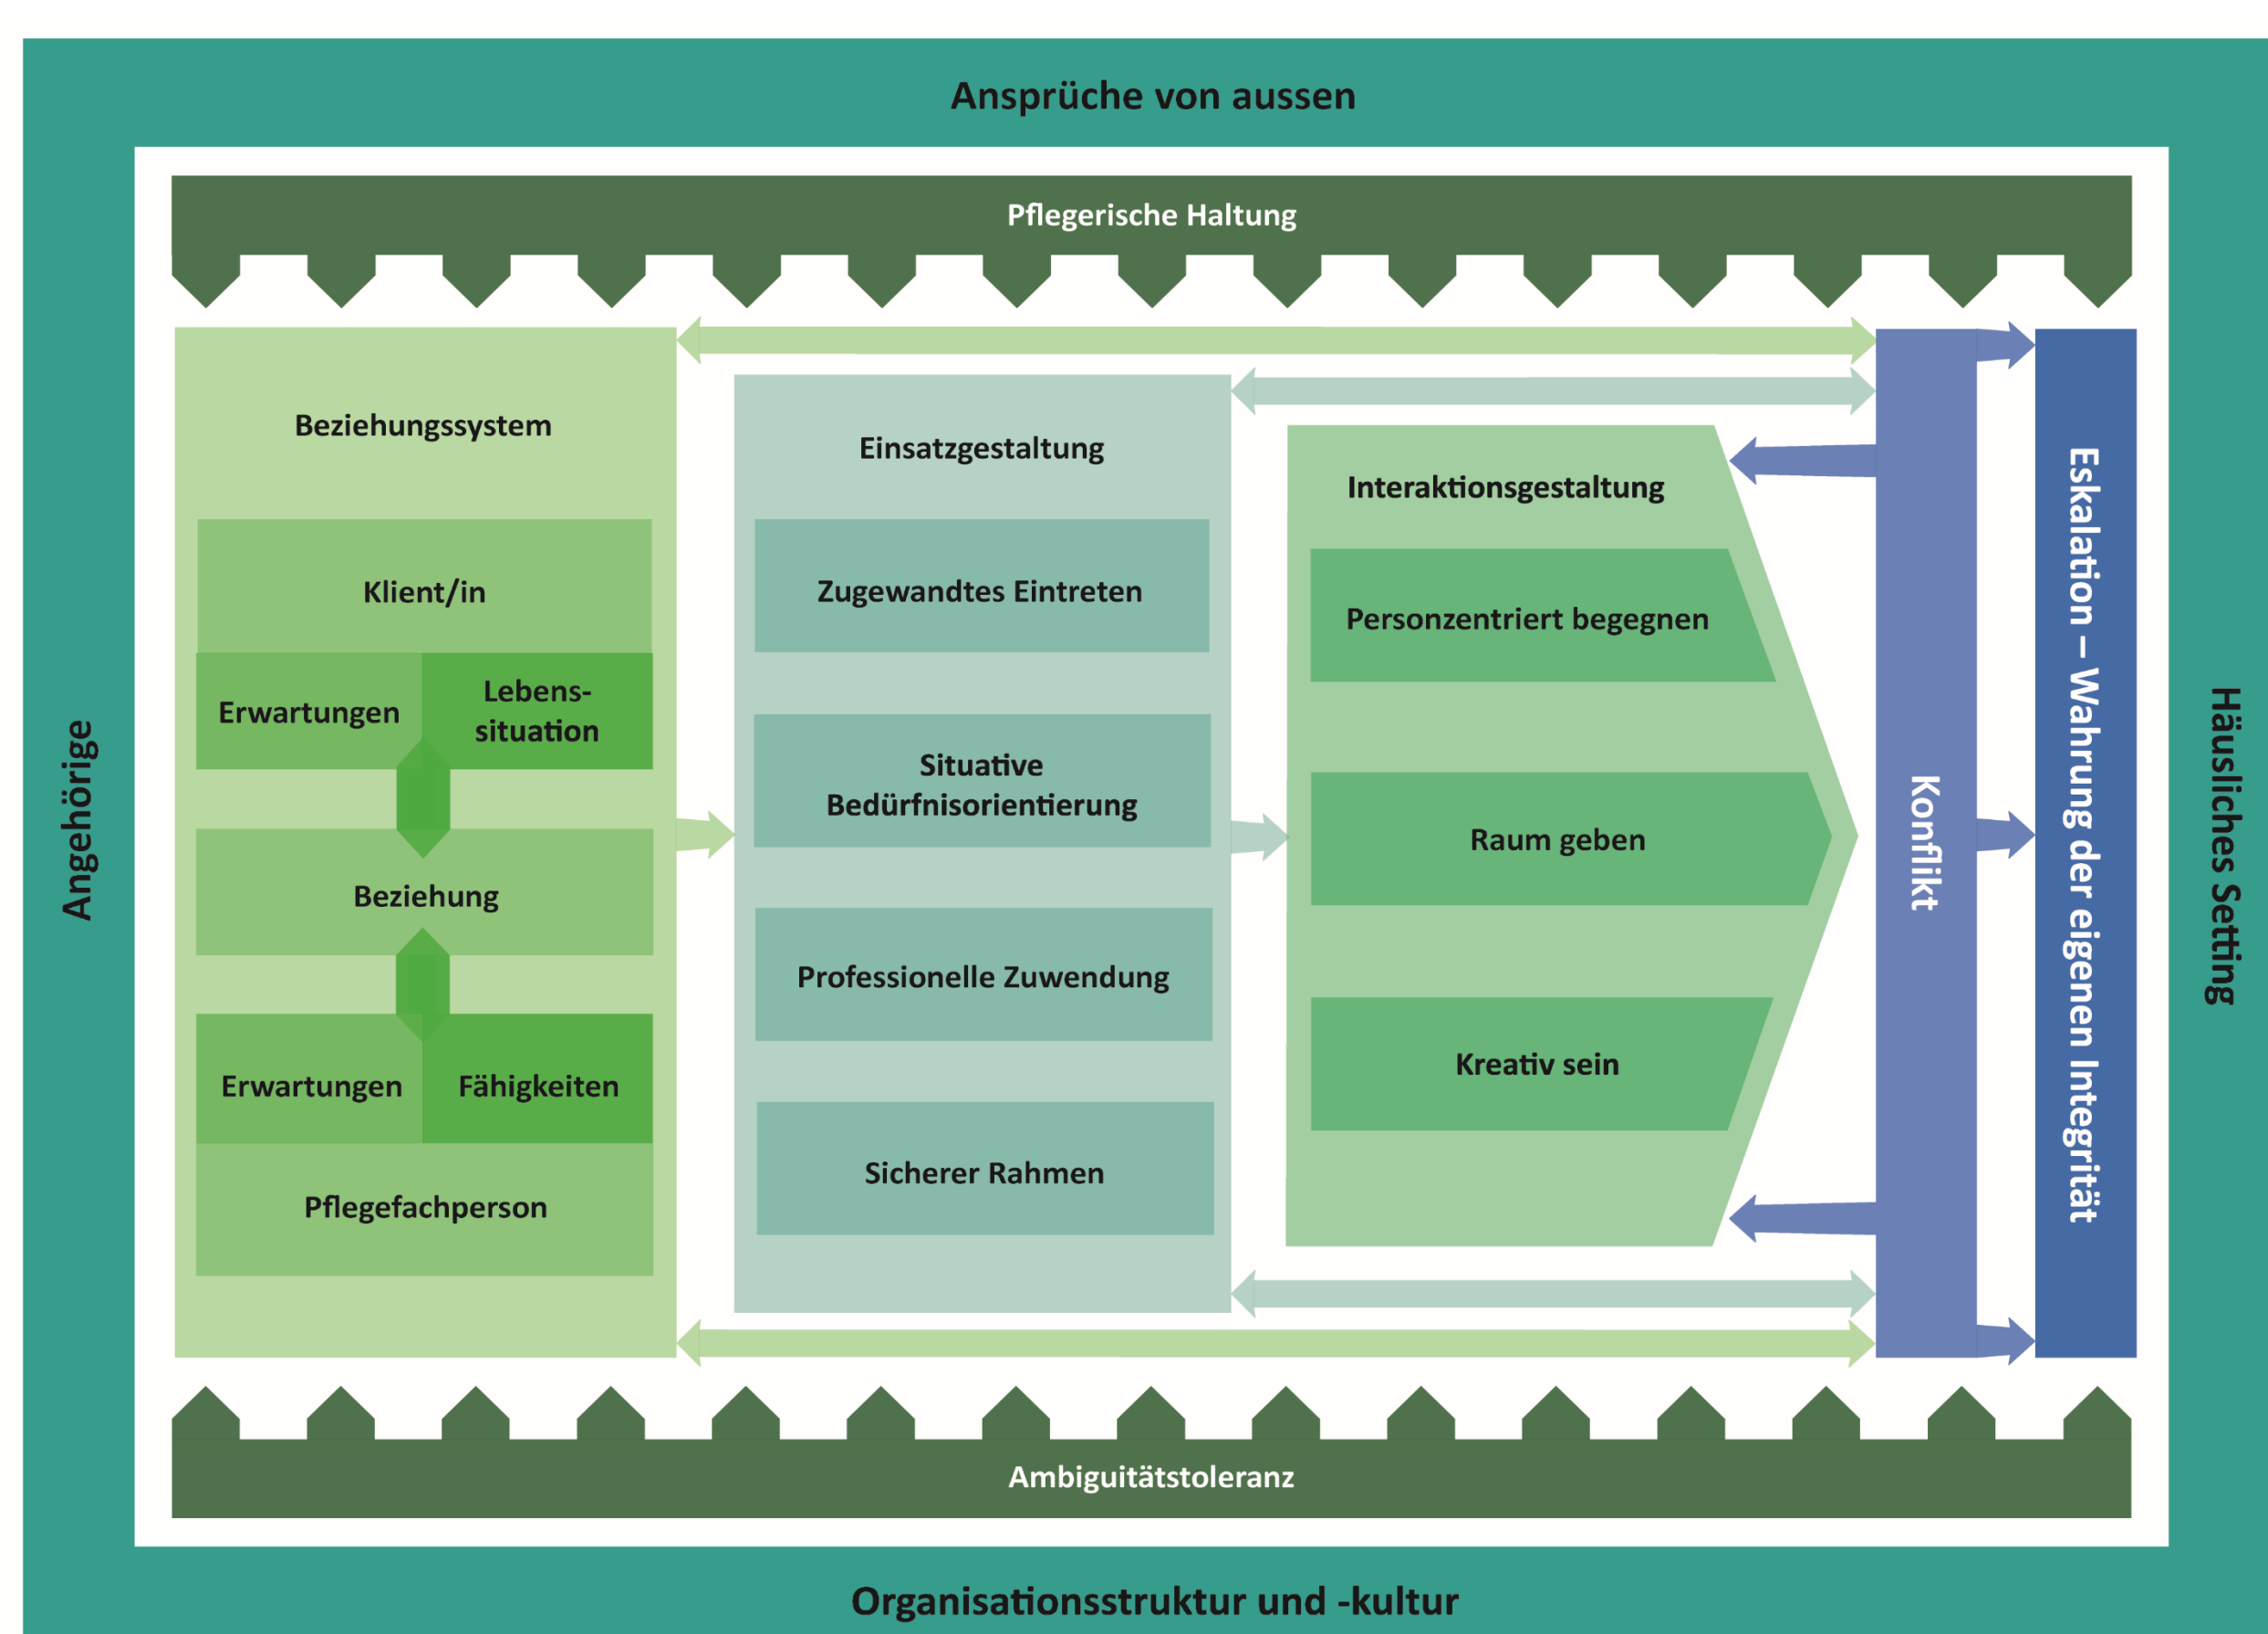 Ansprüche von aussen
Pflegerische Haltung
Angehörige
Beziehungssystem
Klient/in
Erwartungen
Lebens-
situation
Beziehung
Erwartungen
Fähigkeiten
Pflegefachperson
Einsatzgestaltung
Zugewandtes Eintreten
Situative
Bedürfnisorientierung
Professionelle Zuwendung
Sicherer Rahmen
Interaktionsgestaltung
Personzentriert begegnen
Raum geben
Kreativ sein
Konflikt
Eskalation – Wahrung der eigenen Integrität
Häusliches Setting
Ambiguitätstoleranz
Organisationsstruktur und -kultur